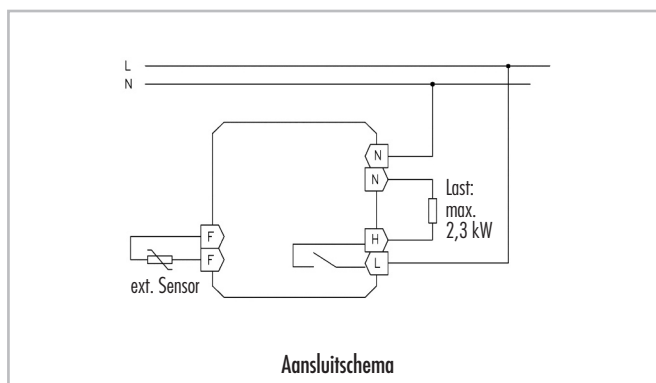 L
N
N
N
Last:
max.
2,3 kW
H
L
F
F
ext. Sensor
Aansluitschema